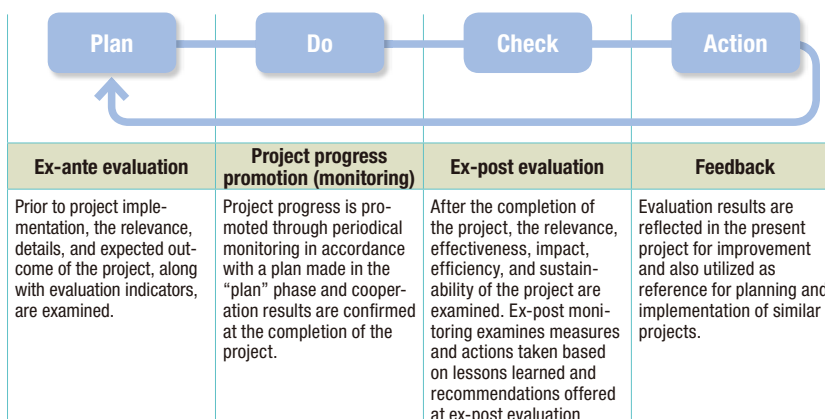 Plan
Do
Check
Action
Ex-ante evaluation
Project progress
promotion (monitoring)
Ex-post evaluation
Feedback
Prior to project imple-
mentation, the relevance,
details, and expected out-
come of the project, along
with evaluation indicators,
are examined.
Project progress is pro-
moted through periodical
monitoring in accordance
with a plan made in the
“plan” phase and cooper-
ation results are confirmed
at the completion of the
project.
After the completion of
the project, the relevance,
effectiveness, impact,
efficiency, and sustain-
ability of the project are
examined. Ex-post moni-
toring examines measures
and actions taken based
on lessons learned and
recommendations offered
at ex-post evaluation
Evaluation results are
reflected in the present
project for improvement
and also utilized as
reference for planning and
implementation of similar
projects.